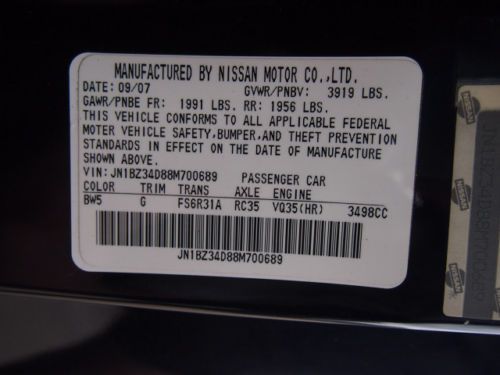 MANUFACTURED BY NISSAN MOTOR CO.,LTD.
DATE: 09/07 GVWR/PNBV: 3919 LBS.
GAWR/PNBE FR: 1991 LBS. RR: 1956 LBS.
THIS VEHICLE CONFORMS TO ALL APPLICABLE FEDERAL
MOTER VEHICLE SAFETY,BUMPER,AND THEFT PREVENTION
STANDARDS IN EFFECT ON THE DATE OF MANUFACTURE
SHOWN ABOVE.
VIN: JN1BZ34D88M700689 PASSENGER CAR
COLOR TRIM TRANS AXLE ENGINE
BW5 G FS6R31A RC35 VQ35(HR) 3498CC
JN1BZ34D88M700689